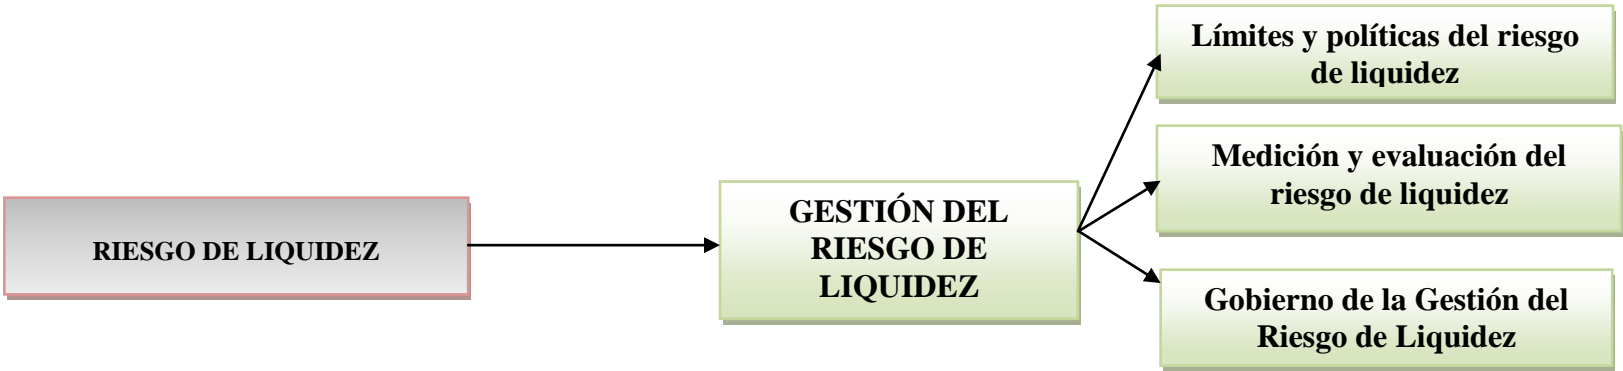 RIESGO DE LIQUIDEZ
GESTIÓN DEL
RIESGO DE
LIQUIDEZ
Límites y políticas del riesgo
de liquidez
Medición y evaluación del
riesgo de liquidez
Gobierno de la Gestión del
Riesgo de Liquidez